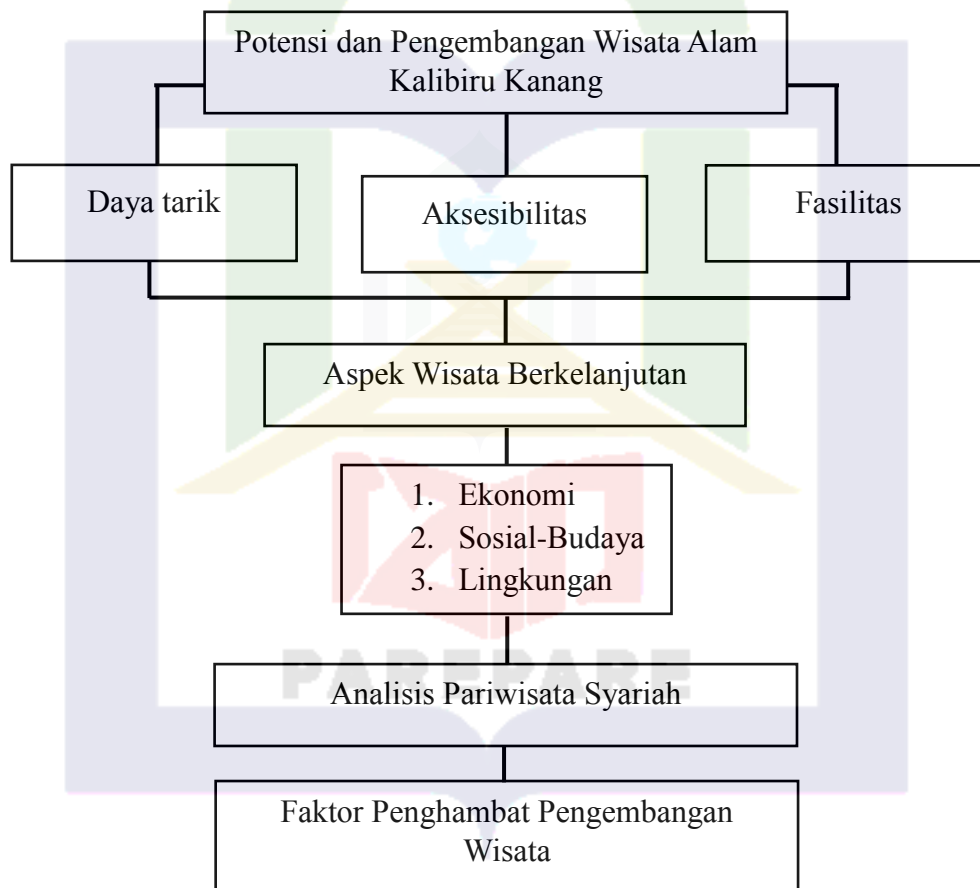 Potensi dan Pengembangan Wisata Alam
Kalibiru Kanang
Daya tarik
Aksesibilitas
Fasilitas
Aspek Wisata Berkelanjutan
1. Ekonomi
2. Sosial-Budaya
3. Lingkungan
PAREPARE
Analisis Pariwisata Syariah
Faktor Penghambat Pengembangan
Wisata